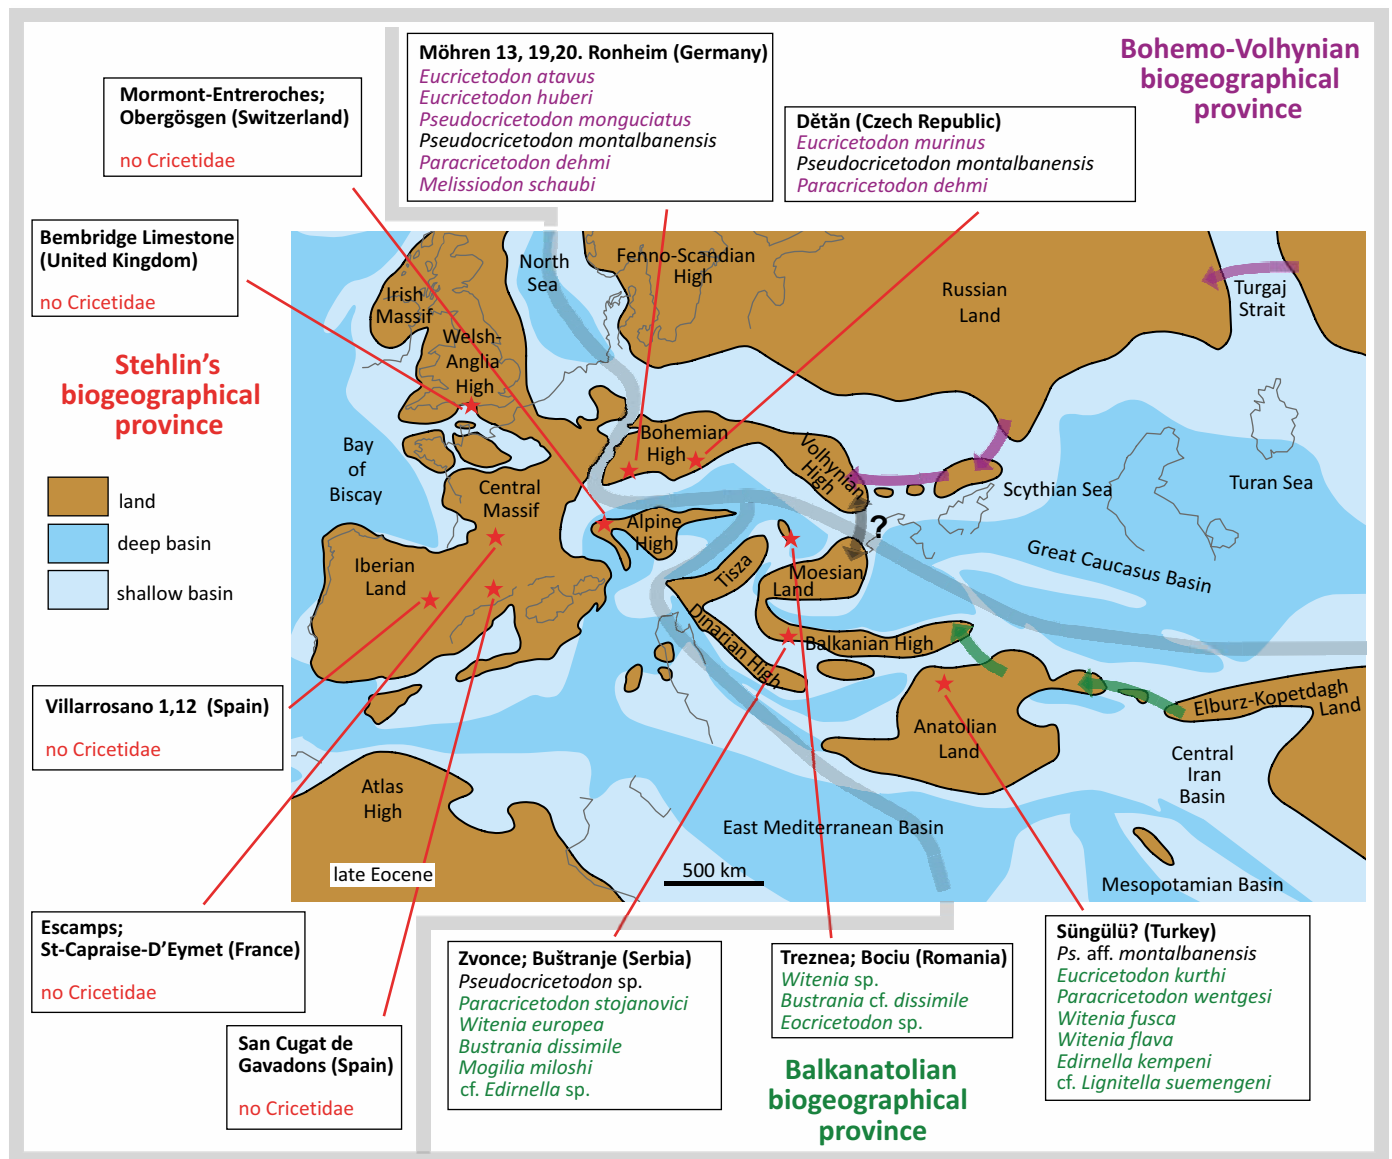 Möhren 13, 19,20. Ronheim (Germany)
Eucricetodon atavus
Eucricetodon huberi
Pseudocricetodon monguciatus
Pseudocricetodon montalbanensis
Paracricetodon dehmi
Melissiodon schaubi
Bohemo-Volhynian
biogeographical
province
Mormont-Entreroches;
Obergösgen (Switzerland)
no Cricetidae
Dětăn (Czech Republic)
Eucricetodon murinus
Pseudocricetodon montalbanensis
Paracricetodon dehmi
Bembridge Limestone
(United Kingdom)
no Cricetidae
Stehlin's
biogeographical
province
land
deep basin
shallow basin
North
Sea
Fenno-Scandian
High
Russian
Land
Turgaj
Strait
Irish
Massif
Welsh-
Anglia
High
Bay
of
Biscay
Bohemian
High
Volhynian
High
Central
Massif
Scythian Sea
Turan Sea
?
Alpine
High
Great Caucasus Basin
Iberian
Land
Tisza
Moesian
Land
Dinarian High
Balkanian High
Elburz-Kopetdagh
Land
Anatolian
Land
Central
Iran
Basin
Atlas
High
East Mediterranean Basin
late Eocene
500 km
Mesopotamian Basin
Villarrosano 1,12 (Spain)
no Cricetidae
Escamps;
St-Capraise-D'Eymet (France)
no Cricetidae
San Cugat de
Gavadons (Spain)
no Cricetidae
Zvonce; Buštranje (Serbia)
Pseudocricetodon sp.
Paracricetodon stojanovici
Witenia europea
Bustrania dissimile
Mogilia miloshi
cf. Edirnella sp.
Treznea; Bociu (Romania)
Witenia sp.
Bustrania cf. dissimile
Eocricetodon sp.
Balkanatolian
biogeographical
province
Süngülü? (Turkey)
Ps. aff. montalbanensis
Eucricetodon kurthi
Paracricetodon wentgesi
Witenia fusca
Witenia flava
Edirnella kempeni
cf. Lignitella suemengeni